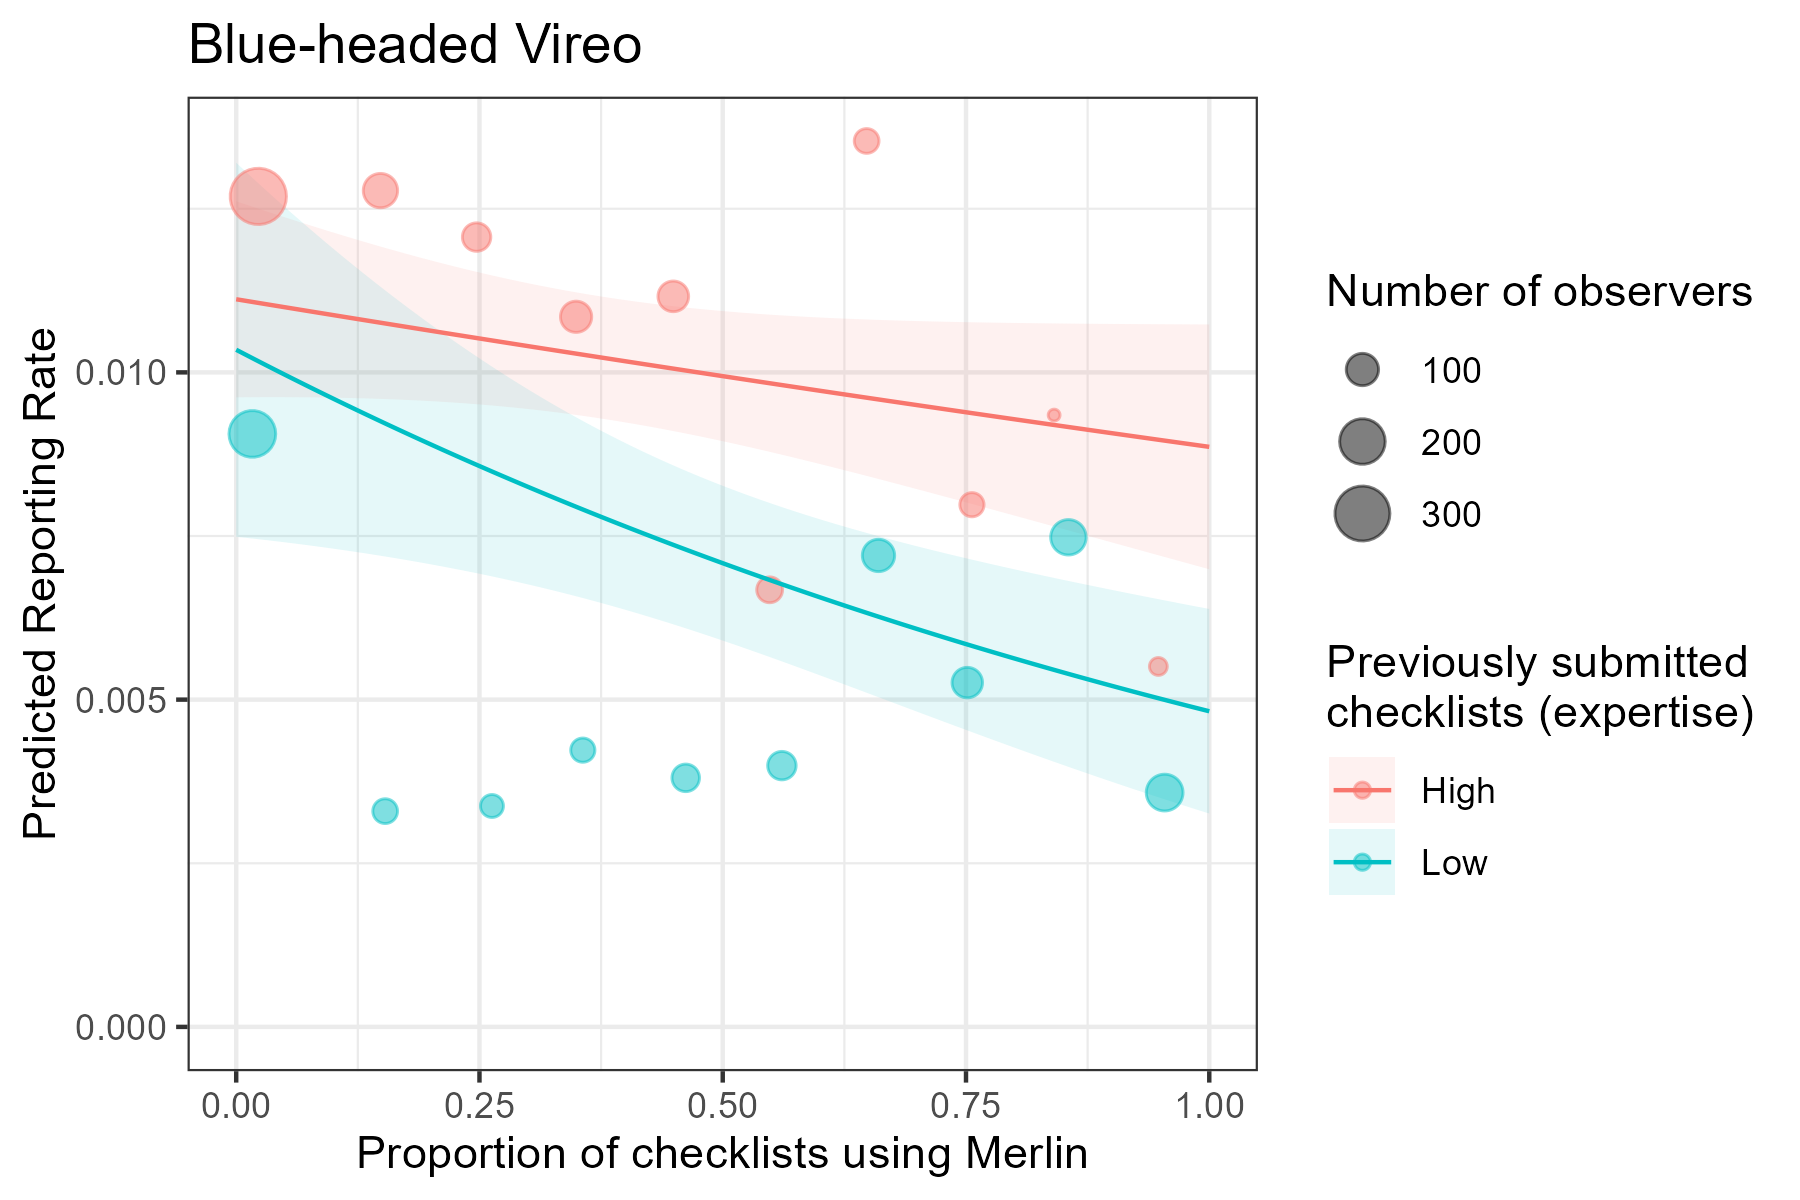 Blue-headed Vireo
Predicted Reporting Rate
0.010
0.005
0.000
0.00 0.25 0.50 0.75 1.00
Proportion of checklists using Merlin
Number of observers
100
200
300
Previously submitted
checklists (expertise)
High
Low